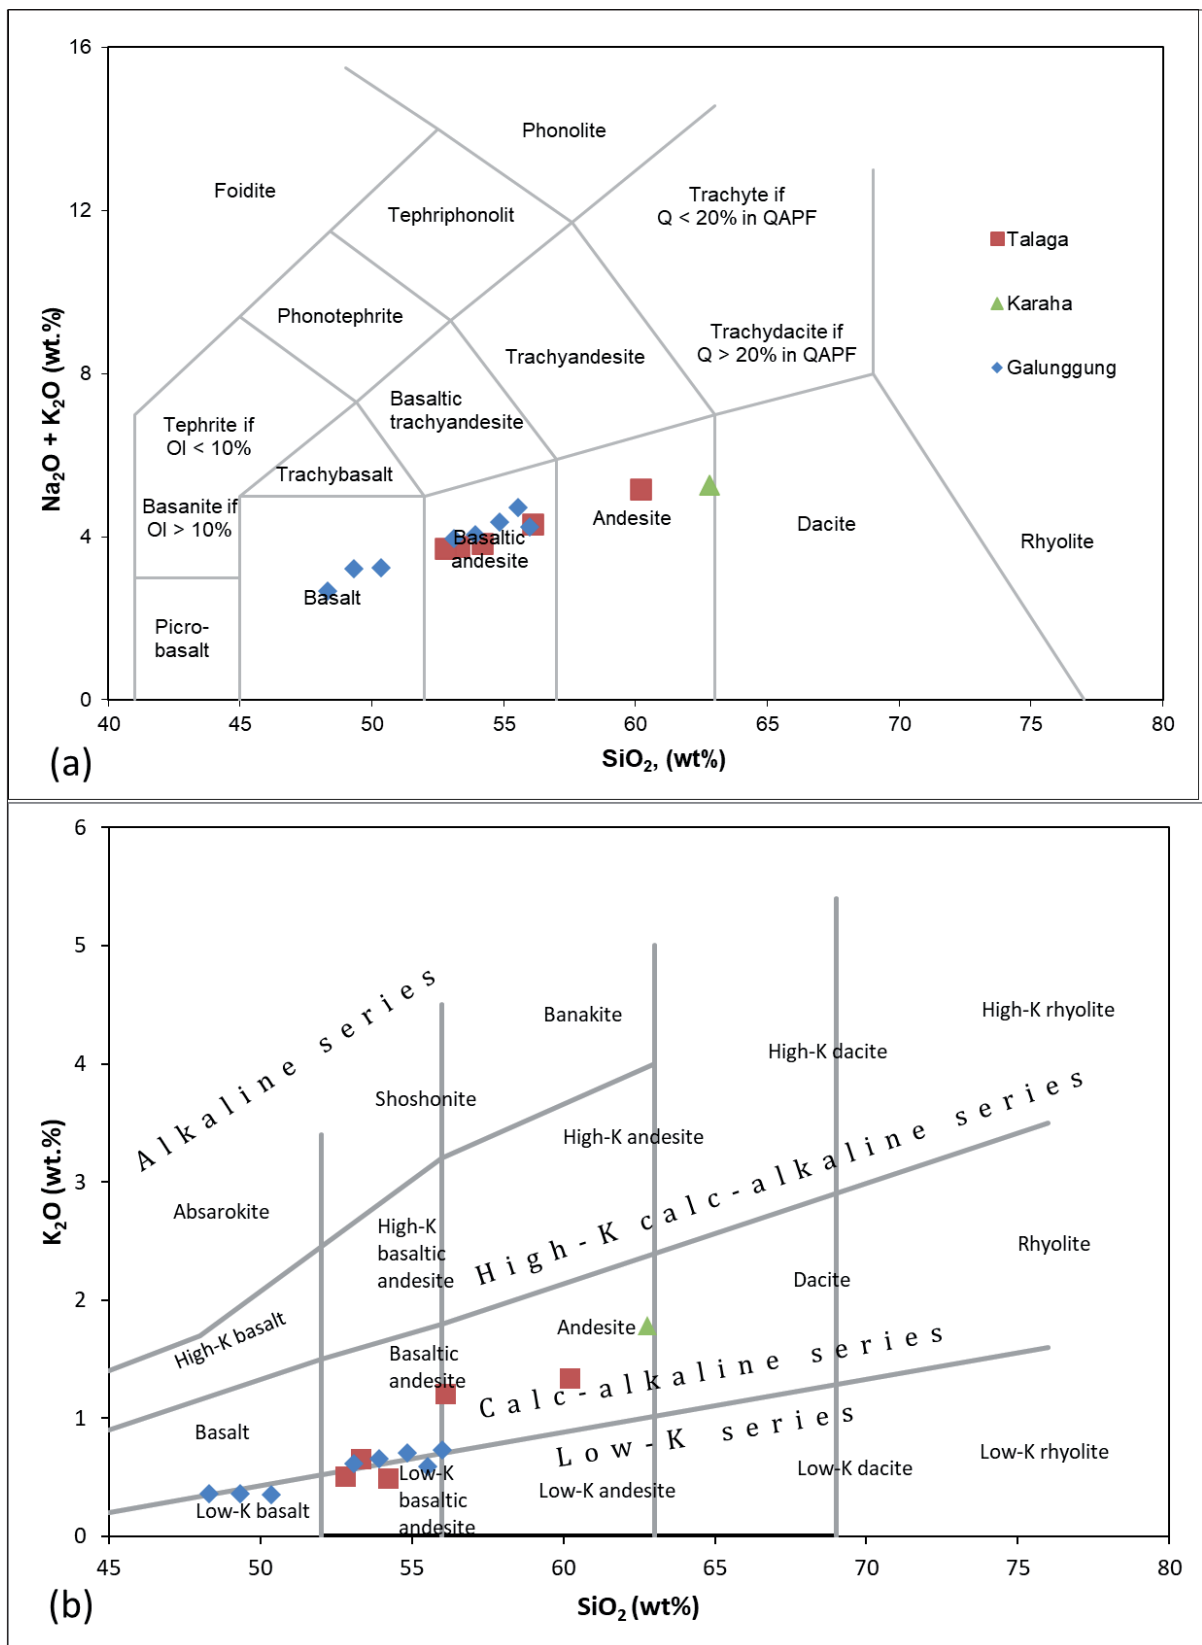 16
12
8
4
0
Na₂O + K₂O (wt.%)
Phonolite
Foidite
Tephriphonolit
Trachyte if
Q < 20% in QAPF
Phonotephrite
Trachyandesite
Trachydacite if
Q > 20% in QAPF
Basaltic
trachyandesite
Tephrite if
Ol < 10%
Trachybasalt
Basanite if
Ol > 10%
Andesite
Dacite
Rhyolite
Basaltic
andesite
Basalt
Picro-
basalt
Talaga
Karaha
Galunggung
40 45 50 55 60 65 70 75 80
SiO₂, (wt%)
(a)
6
5
4
3
2
1
0
K₂O (wt.%)
Alkaline series
Banakite
High-K rhyolite
High-K dacite
Shoshonite
High-K andesite
High-K calc-alkaline series
Absarokite
High-K
basaltic
andesite
Rhyolite
Dacite
High-K basalt
Andesite
Basaltic
andesite
Calc-alkaline series
Basalt
Low-K series
Low-K rhyolite
Low-K dacite
Low-K
basaltic
andesite
Low-K andesite
Low-K basalt
45 50 55 60 65 70 75 80
SiO₂ (wt%)
(b)